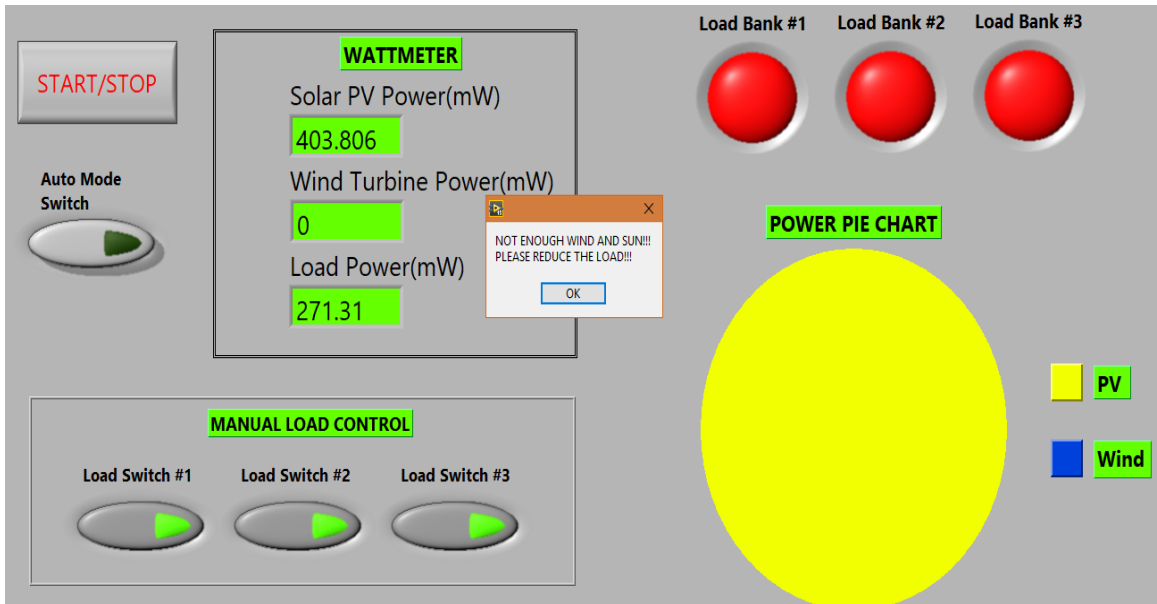 START/STOP
Auto Mode
Switch
WATTMETER
Solar PV Power(mW)
403.806
Wind Turbine Power(mW)
0
Load Power(mW)
271.31
NOT ENOUGH WIND AND SUN!!!
PLEASE REDUCE THE LOAD!!!
OK
Load Bank #1
Load Bank #2
Load Bank #3
POWER PIE CHART
PV
Wind
MANUAL LOAD CONTROL
Load Switch #1
Load Switch #2
Load Switch #3